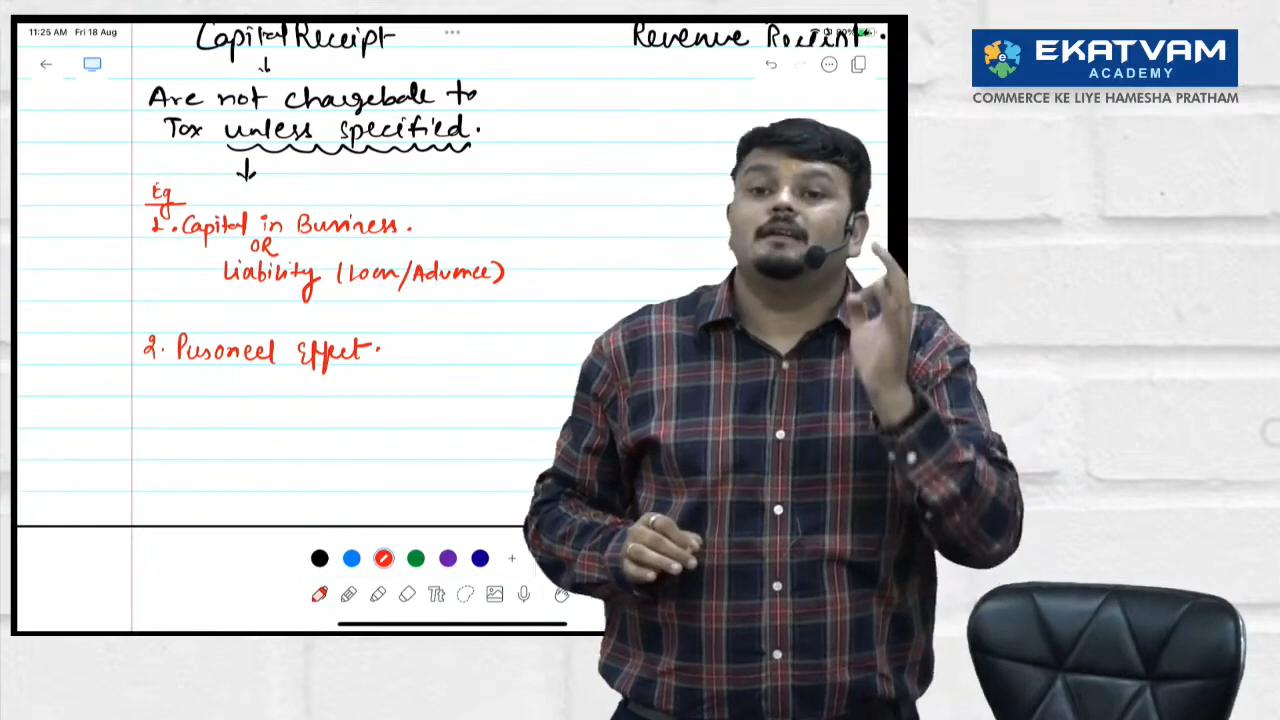 11:25 AM Fri 18 Aug
Capital Receipt
Revenue Receipt.
Are not chargebale to
Tax unless specified.
Eg
1. Capital in Business.
OR
Liability (Loan/Advance)
2. Pusoneel Effect.
Tt
EKATVAM
ACADEMY
COMMERCE KE LIYE HAMESHA PRATHAM